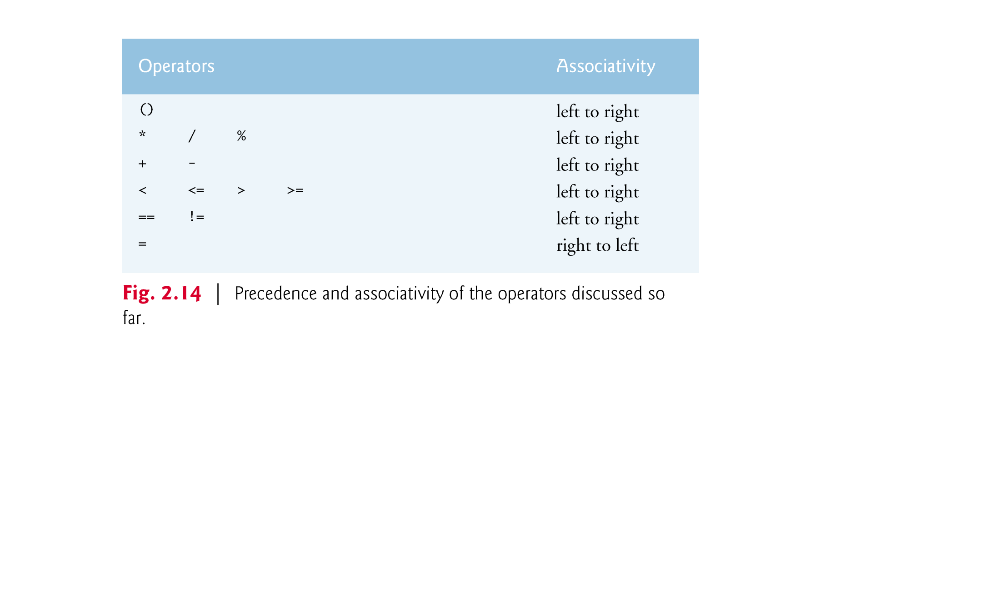 Operators Associativity
() left to right
* / % left to right
+ - left to right
< <= > >= left to right
== != left to right
= right to left
Fig. 2.14 | Precedence and associativity of the operators discussed so
far.